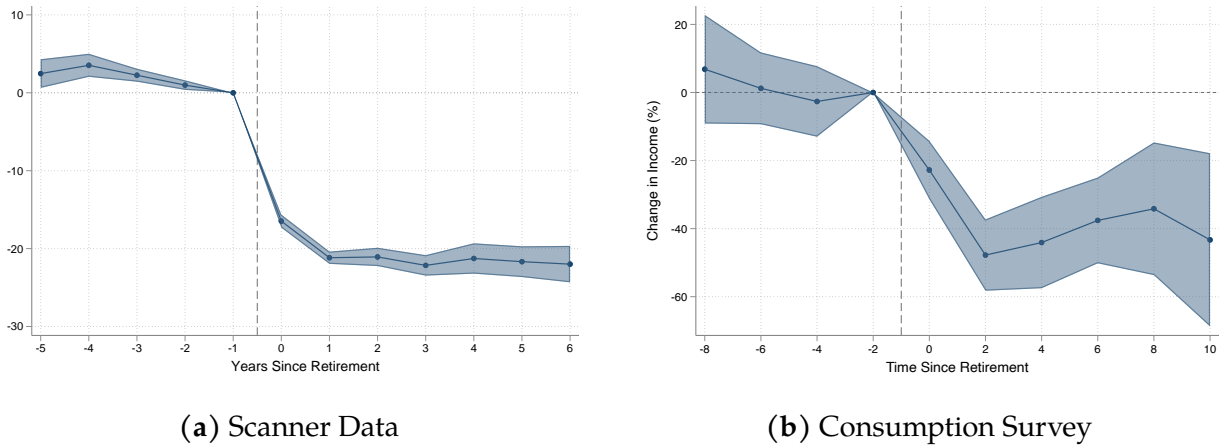 10
0
-10
-20
-30
-5 -4 -3 -2 -1 0 1 2 3 4 5 6
Years Since Retirement
(a) Scanner Data
Change in Income (%)
20
0
-20
-40
-60
-8 -6 -4 -2 0 2 4 6 8 10
Time Since Retirement
(b) Consumption Survey